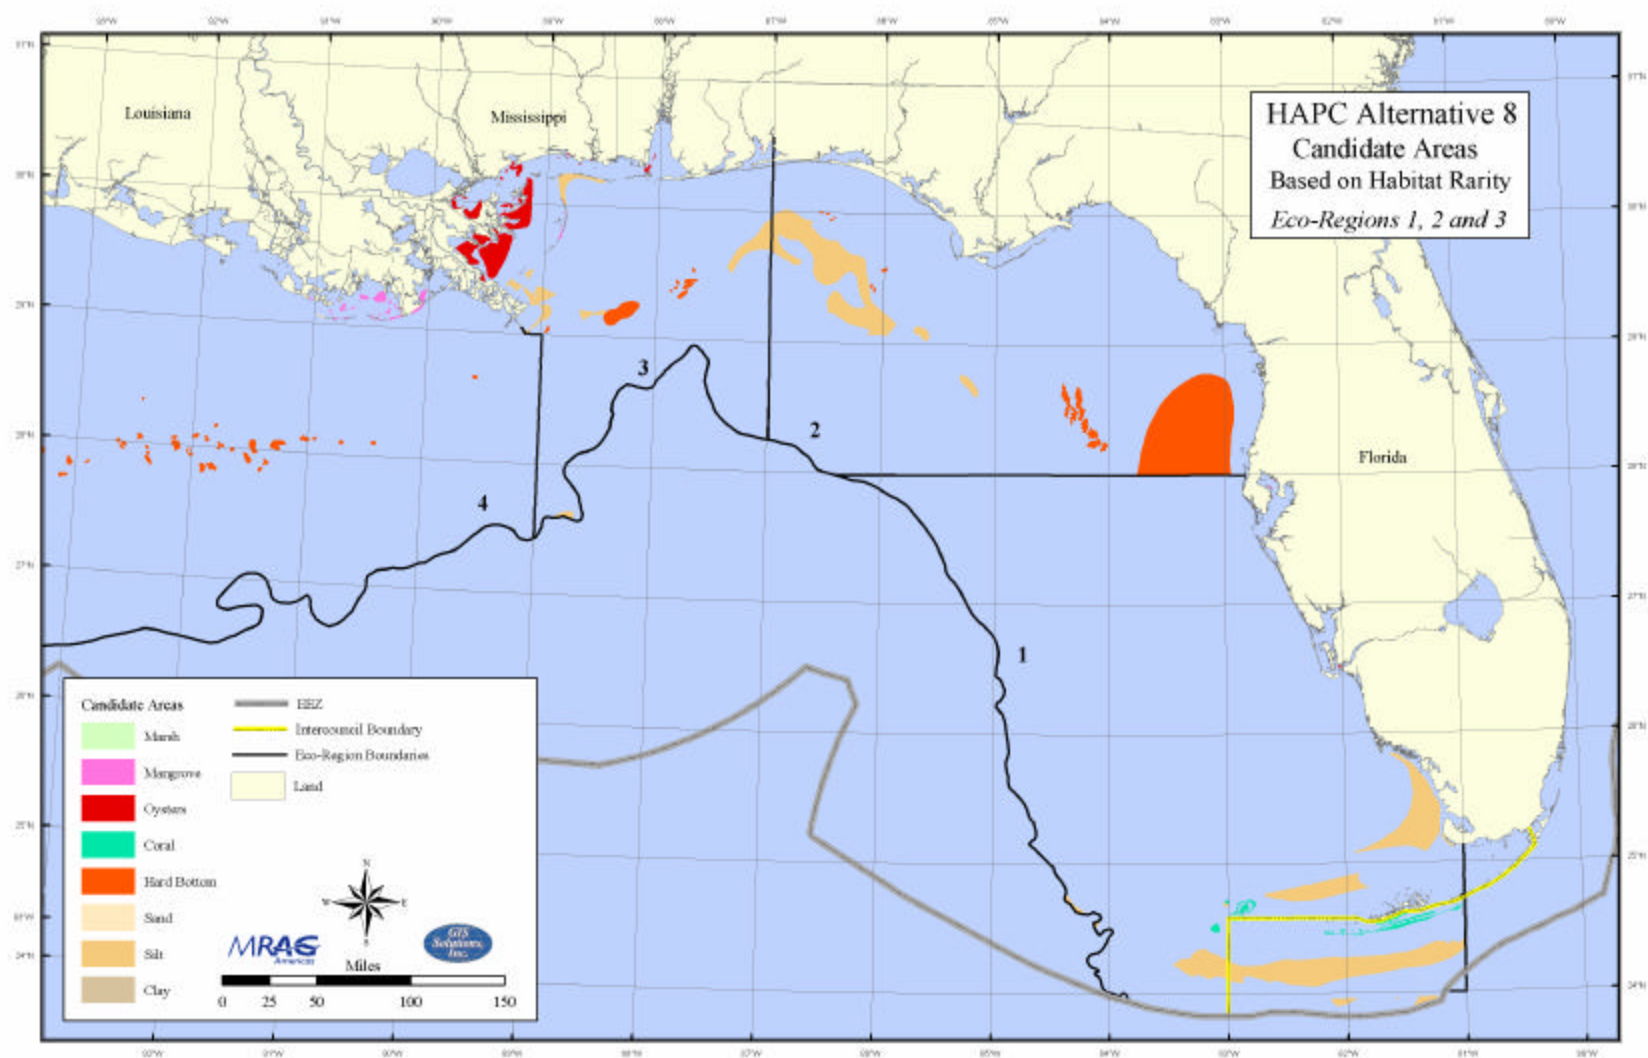 Louisiana
Mississippi
HAPC Alternative 8
Candidate Areas
Based on Habitat Rarity
Eco-Regions 1, 2 and 3
3
2
Florida
4
1
Candidate Areas
Marsh
Mangrove
Oysters
Coral
Hard Bottom
Sand
Silt
Clay
EEZ
Intercouncil Boundary
Eco-Region Boundaries
Land
N
W
E
S
MRAG
Americas
GIS
Solutions,
Inc.
Miles
0 25 50 100 150